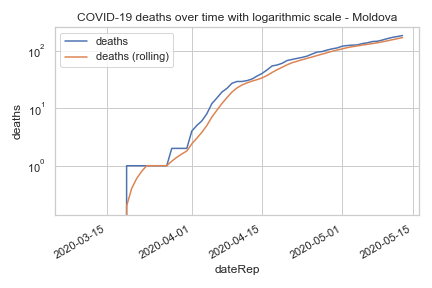 COVID-19 deaths over time with logarithmic scale - Moldova
deaths
deaths (rolling)
10²
10¹
10⁰
deaths
2020-03-15
2020-04-01
2020-04-15
2020-05-01
2020-05-15
dateRep